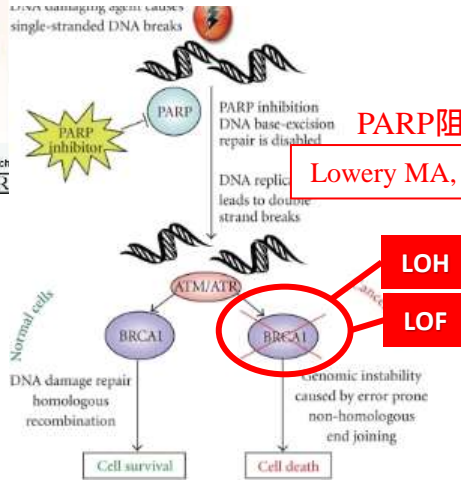 DNA damaging agent causes
single-stranded DNA breaks
PARP
PARP
inhibitor
PARP inhibition
DNA base-excision
repair is disabled
PARP阻
Lowery MA,
DNA replica
leads to double
strand breaks
ATM/ATR
LOH
LOF
Normal cells
Cance
BRCA1
BRCA1
DNA damage repair
homologous
recombination
Genomic instability
caused by error prone
non-homologous
end joining
Cell survival
Cell death